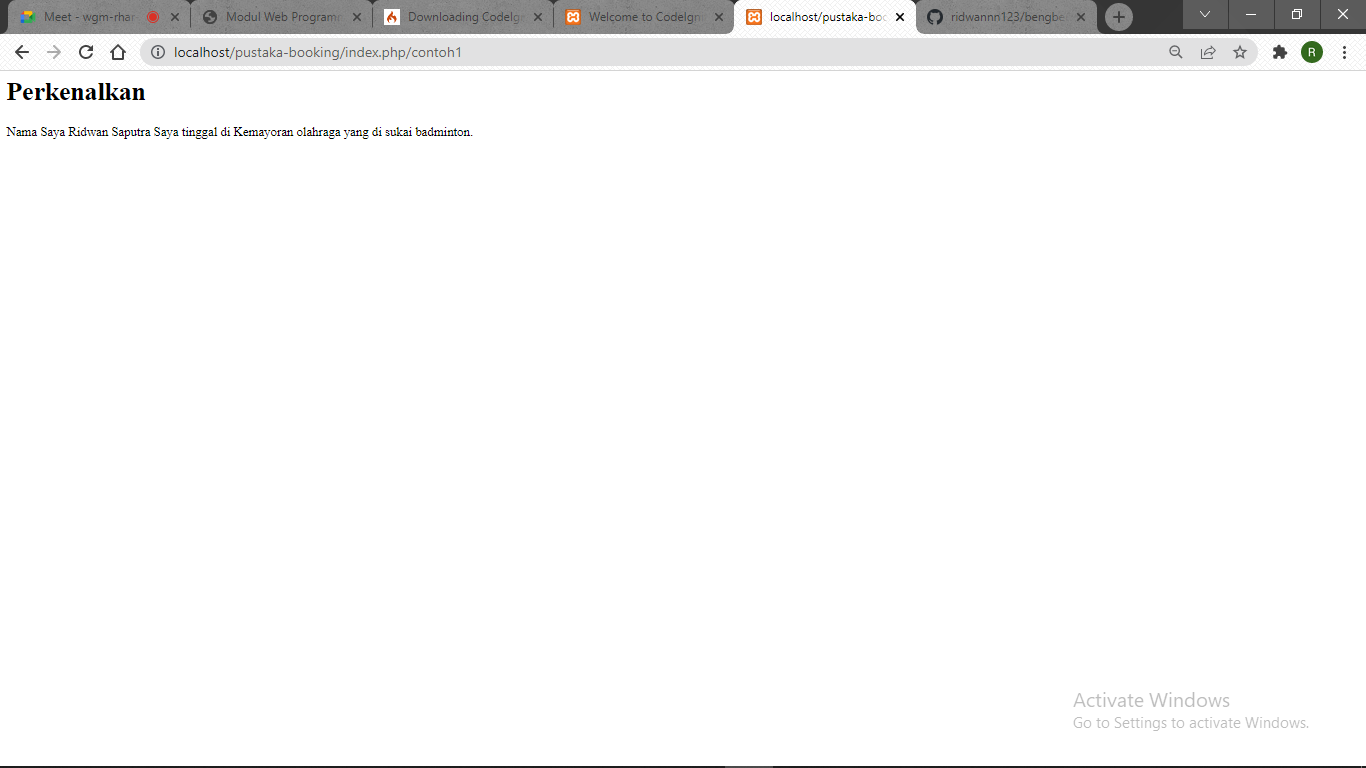 Meet - wgm-rhar
Modul Web Programm
Downloading CodeIg
Welcome to CodeIgn
localhost/pustaka-boo
ridwannn123/bengbe
localhost/pustaka-booking/index.php/contoh1
R
Perkenalkan
Nama Saya Ridwan Saputra Saya tinggal di Kemayoran olahraga yang di sukai badminton.
Activate Windows
Go to Settings to activate Windows.